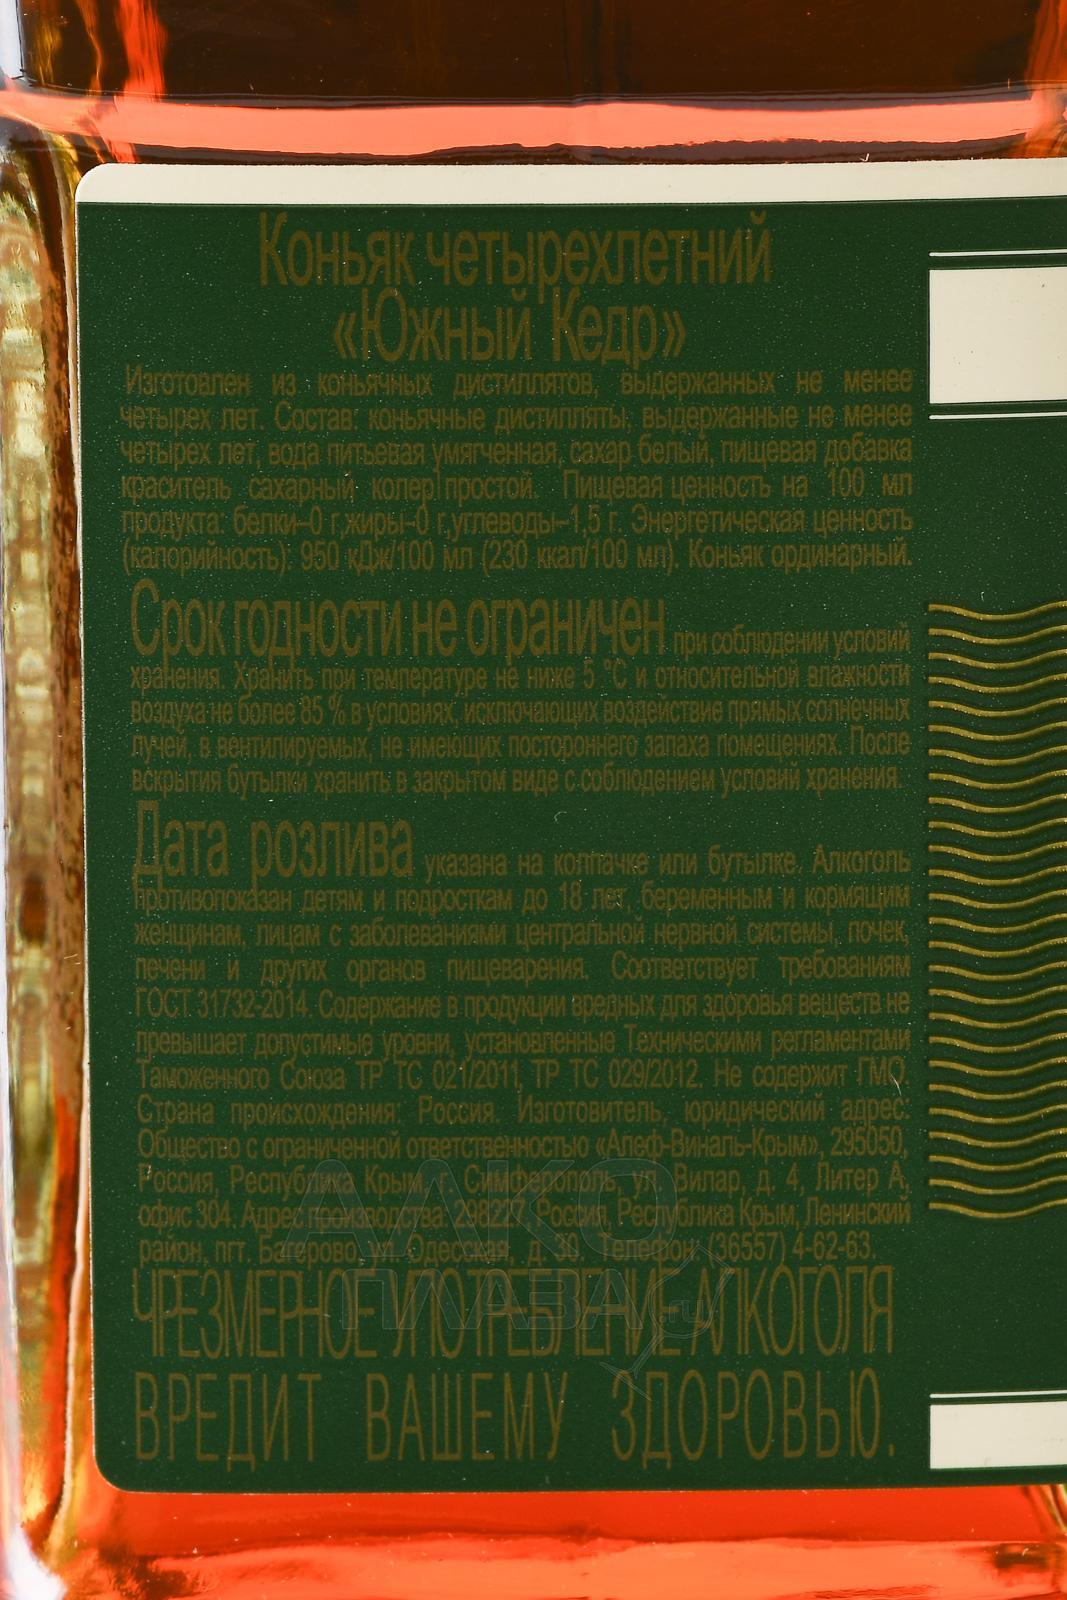 Коньяк четырехлетний
«Южный Кедр»
Изготовлен из коньячных дистиллятов, выдержанных не менее
четырех лет. Состав: коньячные дистилляты, выдержанные не менее
четырех лет, вода питьевая умягченная, сахар белый, пищевая добавка
краситель сахарный колер простой. Пищевая ценность на 100 мл
продукта: белки–0 г,жиры–0 г,углеводы–1,5 г. Энергетическая ценность
(калорийность): 950 кДж/100 мл (230 ккал/100 мл). Коньяк ординарный.
Срок годности не ограничен при соблюдении условий
хранения. Хранить при температуре не ниже 5 °С и относительной влажности
воздуха не более 85 % в условиях, исключающих воздействие прямых солнечных
лучей, в вентилируемых, не имеющих постороннего запаха помещениях. После
вскрытия бутылки хранить в закрытом виде с соблюдением условий хранения.
Дата розлива указана на колпачке или бутылке. Алкоголь
противопоказан детям и подросткам до 18 лет, беременным и кормящим
женщинам, лицам с заболеваниями центральной нервной системы, почек,
печени и других органов пищеварения. Соответствует требованиям
ГОСТ 31732-2014. Содержание в продукции вредных для здоровья веществ не
превышает допустимые уровни, установленные Техническими регламентами
Таможенного Союза ТР ТС 021/2011, ТР ТС 029/2012. Не содержит ГМО.
Страна происхождения: Россия. Изготовитель, юридический адрес:
Общество с ограниченной ответственностью «Алеф-Виналь-Крым», 295050,
Россия, Республика Крым, г. Симферополь, ул. Вилар, д. 4, Литер А,
офис 304. Адрес производства: 298227, Россия, Республика Крым, Ленинский
район, пгт. Багерово, ул. Одесская, д. 30. Телефон: (36557) 4-62-63.
ЧРЕЗМЕРНОЕ УПОТРЕБЛЕНИЕ АЛКОГОЛЯ
ВРЕДИТ ВАШЕМУ ЗДОРОВЬЮ.
АЛКО
ПЛАЗА.ru